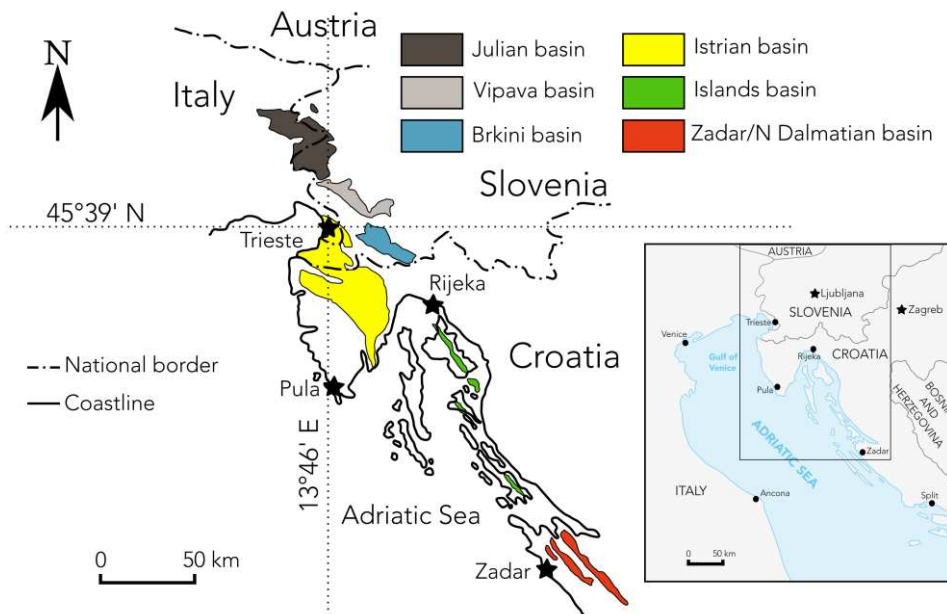 Austria
N
Italy
Julian basin
Vipava basin
Brkini basin
Istrian basin
Islands basin
Zadar/N Dalmatian basin
Slovenia
45°39' N
Trieste
Rijeka
Croatia
National border
Coastline
Pula
13°46' E
Adriatic Sea
0 50 km
Zadar
AUSTRIA
Ljubljana
SLOVENIA
Zagreb
Trieste
Venice
Rijeka
CROATIA
Gulf of
Venice
Pula
BOSNIA
AND
HERZEGOVINA
ADRIATIC SEA
Zadar
ITALY
Ancona
Split
0 50 km